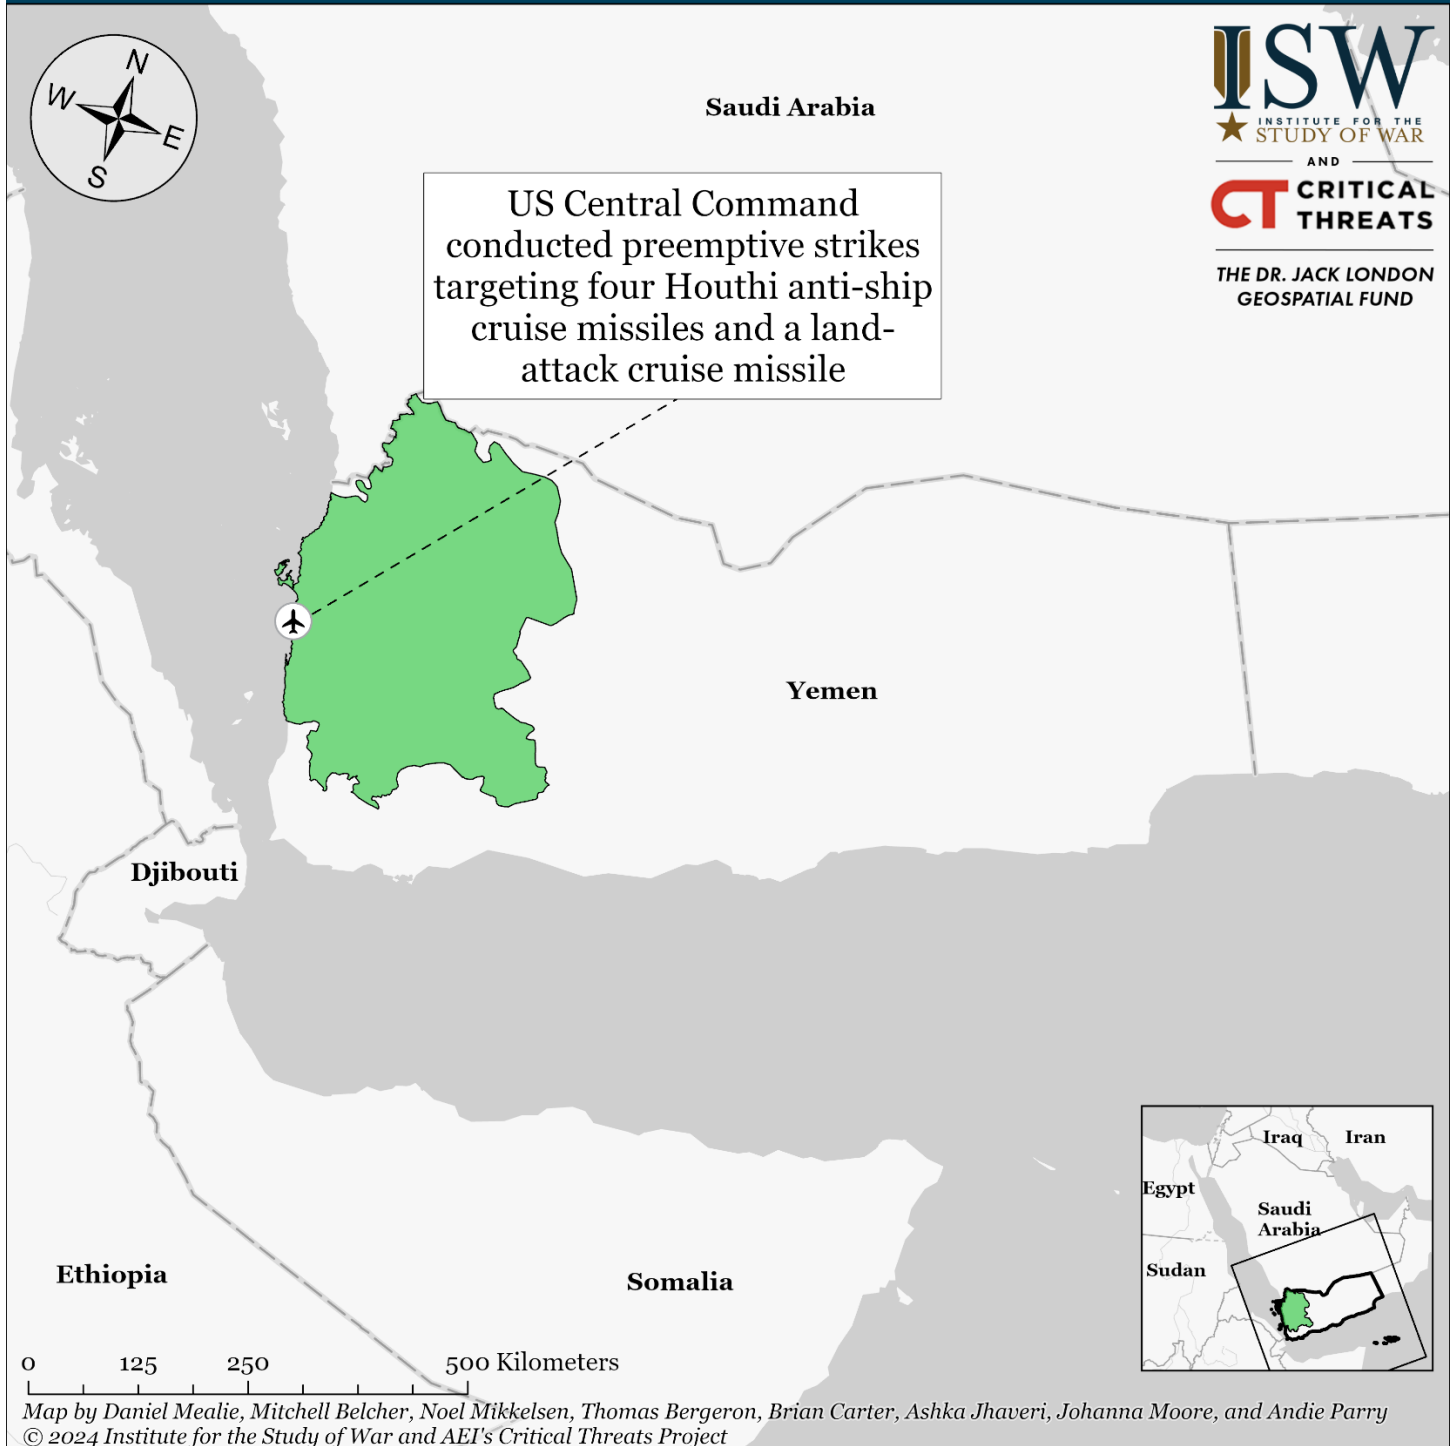 N
W
E
S
Saudi Arabia
ISW
INSTITUTE FOR THE
STUDY OF WAR
AND
CT CRITICAL
THREATS
THE DR. JACK LONDON
GEOSPATIAL FUND
US Central Command
conducted preemptive strikes
targeting four Houthi anti-ship
cruise missiles and a land-
attack cruise missile
Yemen
Djibouti
Ethiopia
Somalia
Iraq
Iran
Egypt
Saudi
Arabia
Sudan
0 125 250 500 Kilometers
Map by Daniel Mealie, Mitchell Belcher, Noel Mikkelsen, Thomas Bergeron, Brian Carter, Ashka Jhaveri, Johanna Moore, and Andie Parry
© 2024 Institute for the Study of War and AEI's Critical Threats Project